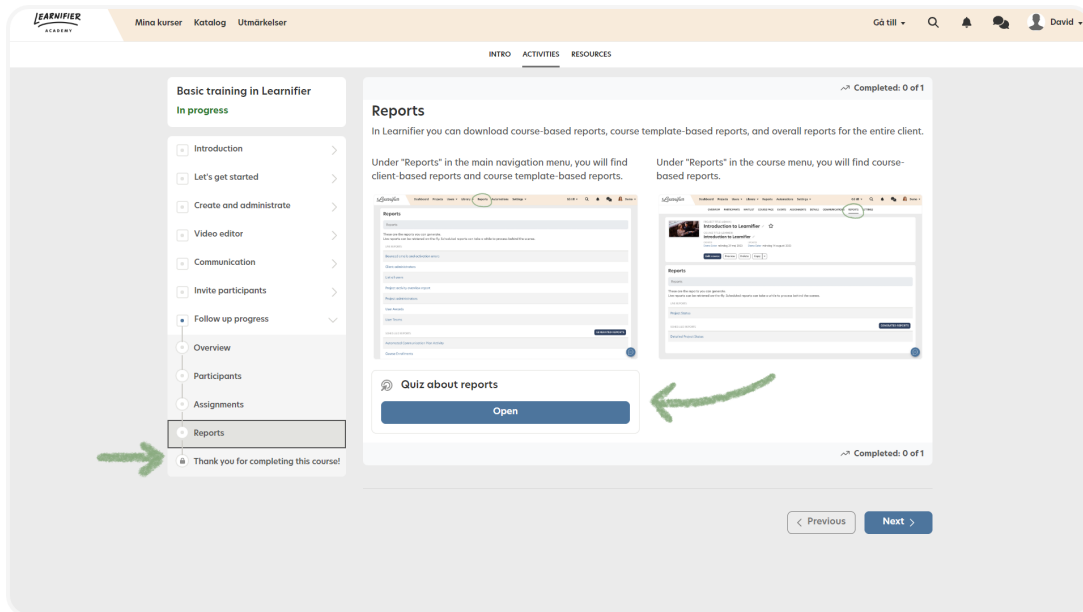 LEARNIFIER
ACADEMY
Mina kurser Katalog Utmärkelser
Gå till
David
INTRO ACTIVITIES RESOURCES
Basic training in Learnifier
In progress
Introduction
Let's get started
Create and administrate
Video editor
Communication
Invite participants
Follow up progress
Overview
Participants
Assignments
Reports
Thank you for completing this course!
Completed: 0 of 1
Reports
In Learnifier you can download course-based reports, course template-based reports, and overall reports for the entire client.
Under "Reports" in the main navigation menu, you will find
client-based reports and course template-based reports.
Under "Reports" in the course menu, you will find course-
based reports.
Reports
Introduction to Learnifier
Introduction to Learnifier
Reports
Quiz about reports
Open
Completed: 0 of 1
Previous
Next